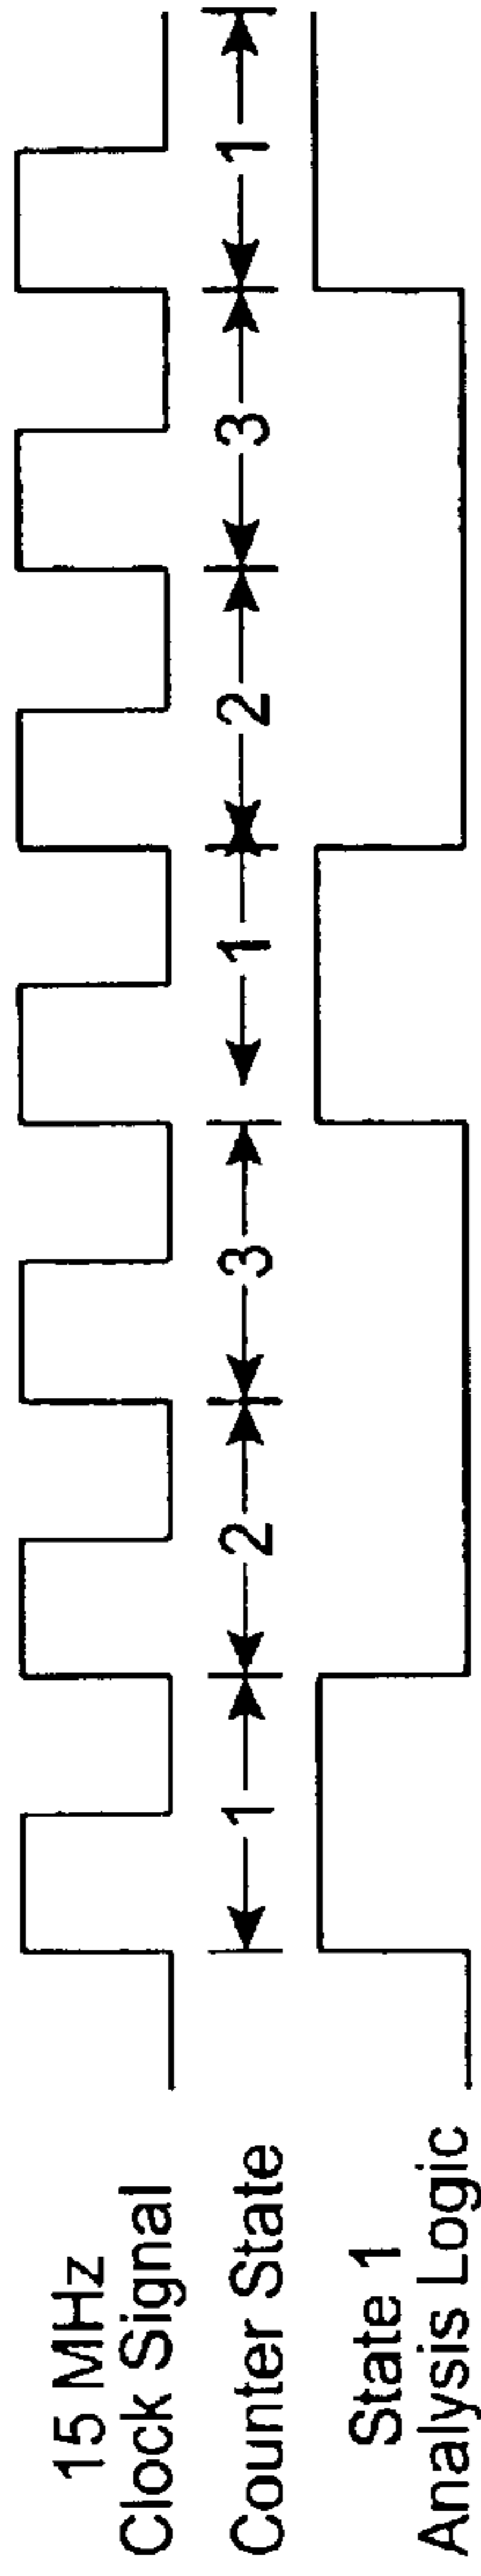 15 MHz
Clock Signal
Counter State
1 2 3 1 2 3 1
State 1
Analysis Logic